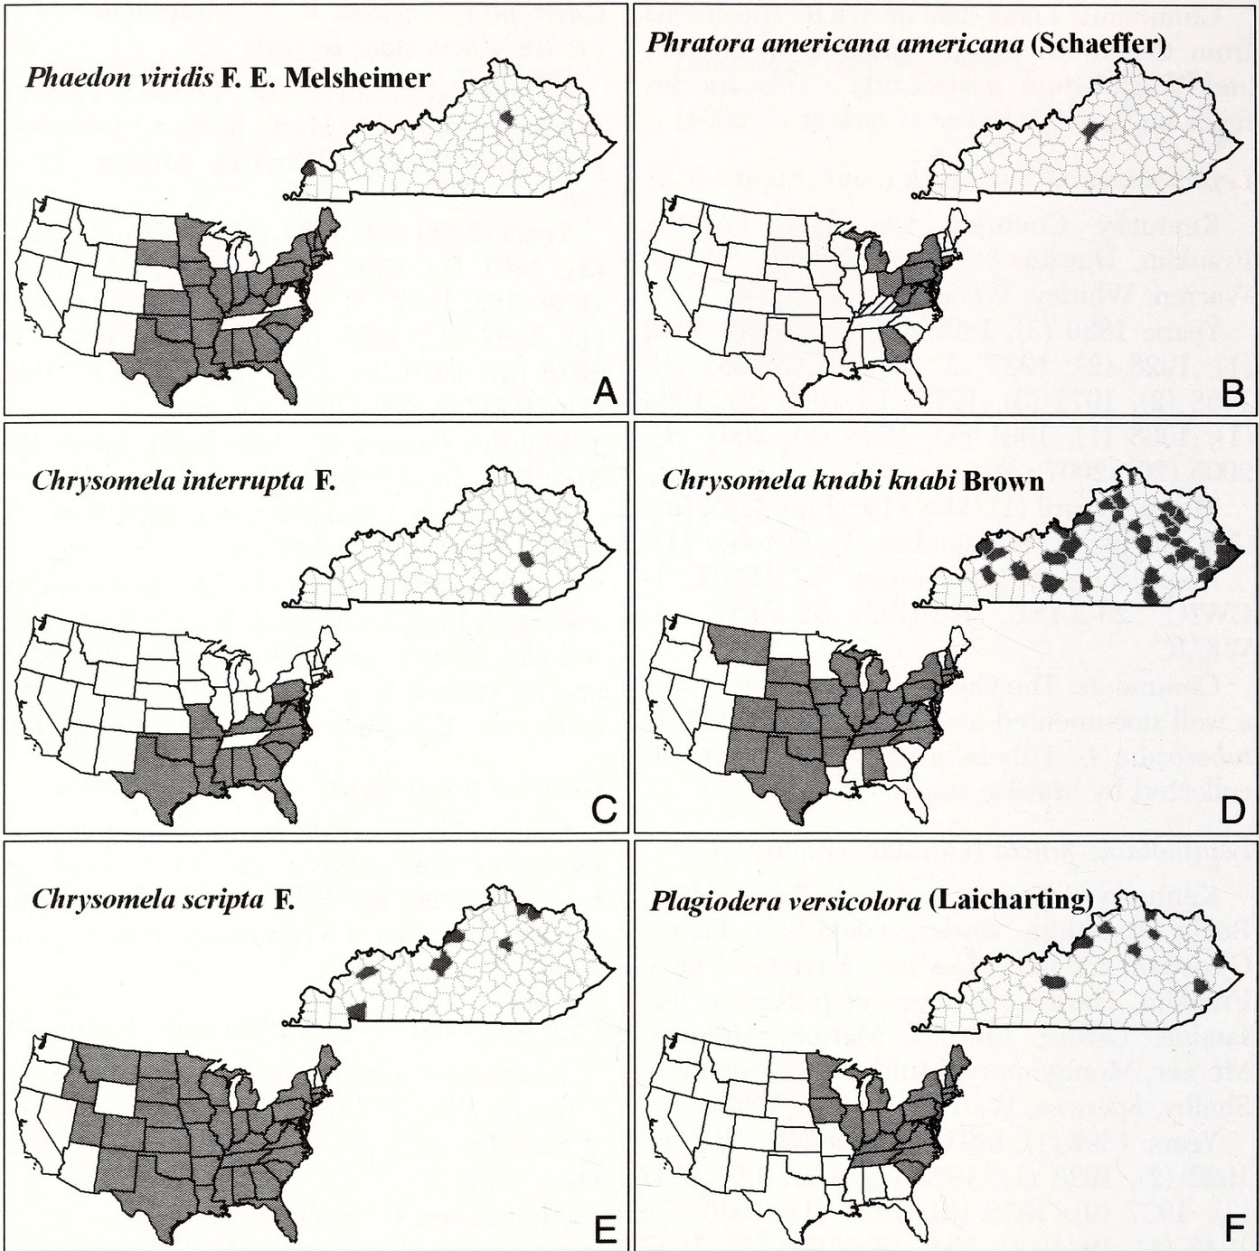 Phaedon viridis F. E. Melsheimer
A
Phratora americana americana (Schaeffer)
B
Chrysomela interrupta F.
C
Chrysomela knabi knabi Brown
D
Chrysomela scripta F.
E
Plagiodera versicolora (Laicharting)
F